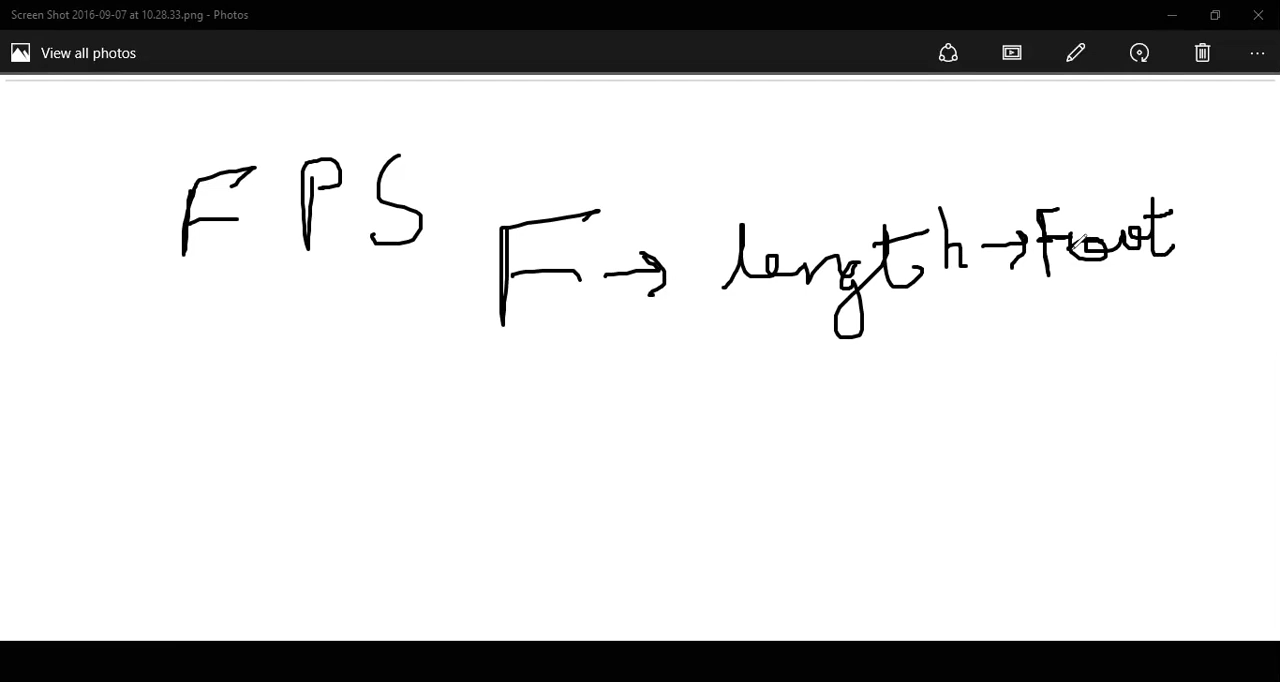 Screen Shot 2016-09-07 at 10.28.33.png - Photos
View all photos
FPS
F → length → Foot